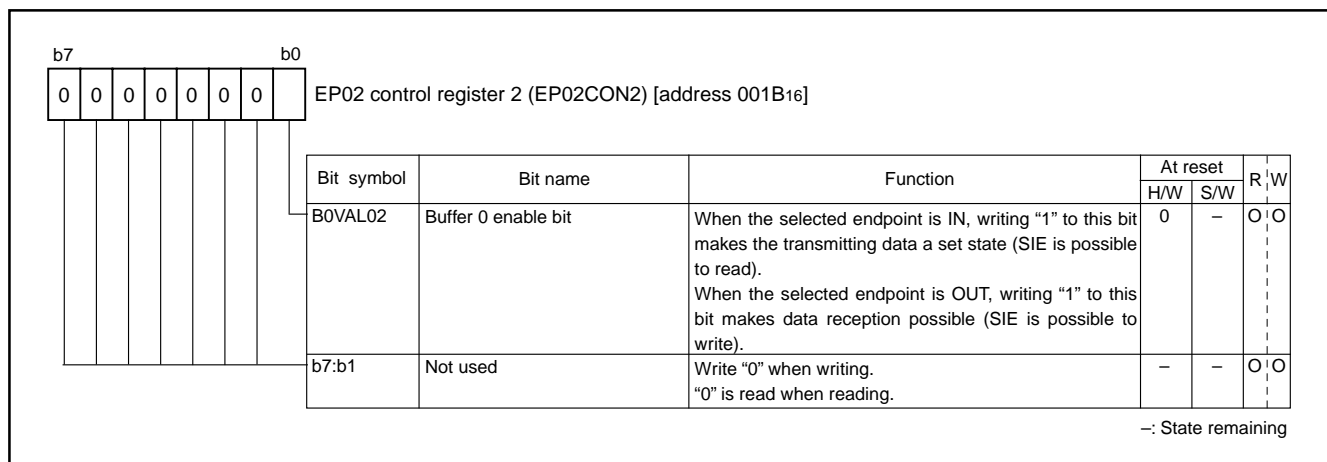 b7 b0
0 0 0 0 0 0 0 EP02 control register 2 (EP02CON2) [address 001B16]
Bit symbol Bit name Function At reset R W
H/W S/W
B0VAL02 Buffer 0 enable bit When the selected endpoint is IN, writing “1” to this bit 0 – O O
makes the transmitting data a set state (SIE is possible
to read).
When the selected endpoint is OUT, writing “1” to this
bit makes data reception possible (SIE is possible to
write).
b7:b1 Not used Write “0” when writing. – – O O
“0” is read when reading.
–: State remaining